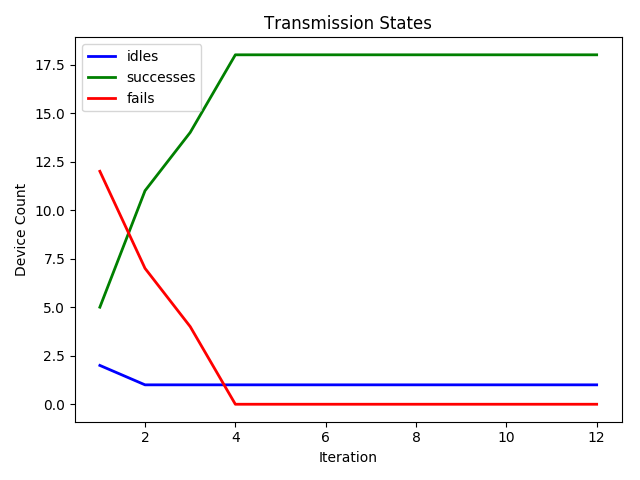 Transmission States
idles
successes
fails
17.5
15.0
12.5
10.0
7.5
5.0
2.5
0.0
Device Count
2 4 6 8 10 12
Iteration